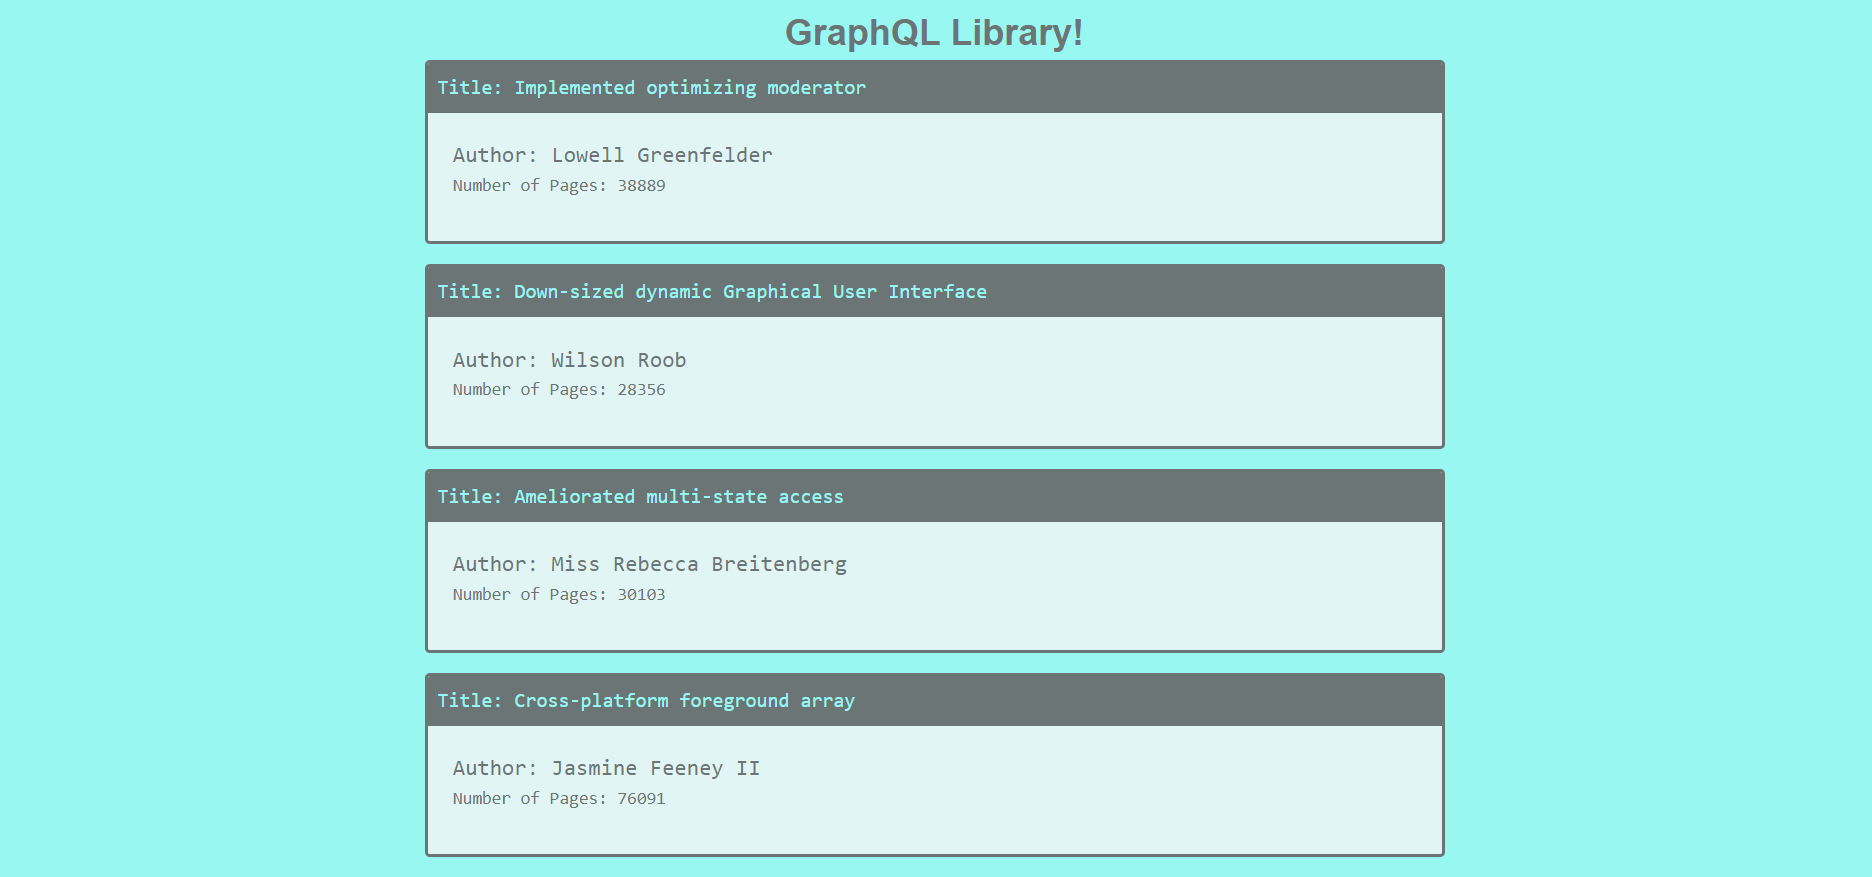 GraphQL Library!
Title: Implemented optimizing moderator
Author: Lowell Greenfelder
Number of Pages: 38889
Title: Down-sized dynamic Graphical User Interface
Author: Wilson Roob
Number of Pages: 28356
Title: Ameliorated multi-state access
Author: Miss Rebecca Breitenberg
Number of Pages: 30103
Title: Cross-platform foreground array
Author: Jasmine Feeney II
Number of Pages: 76091